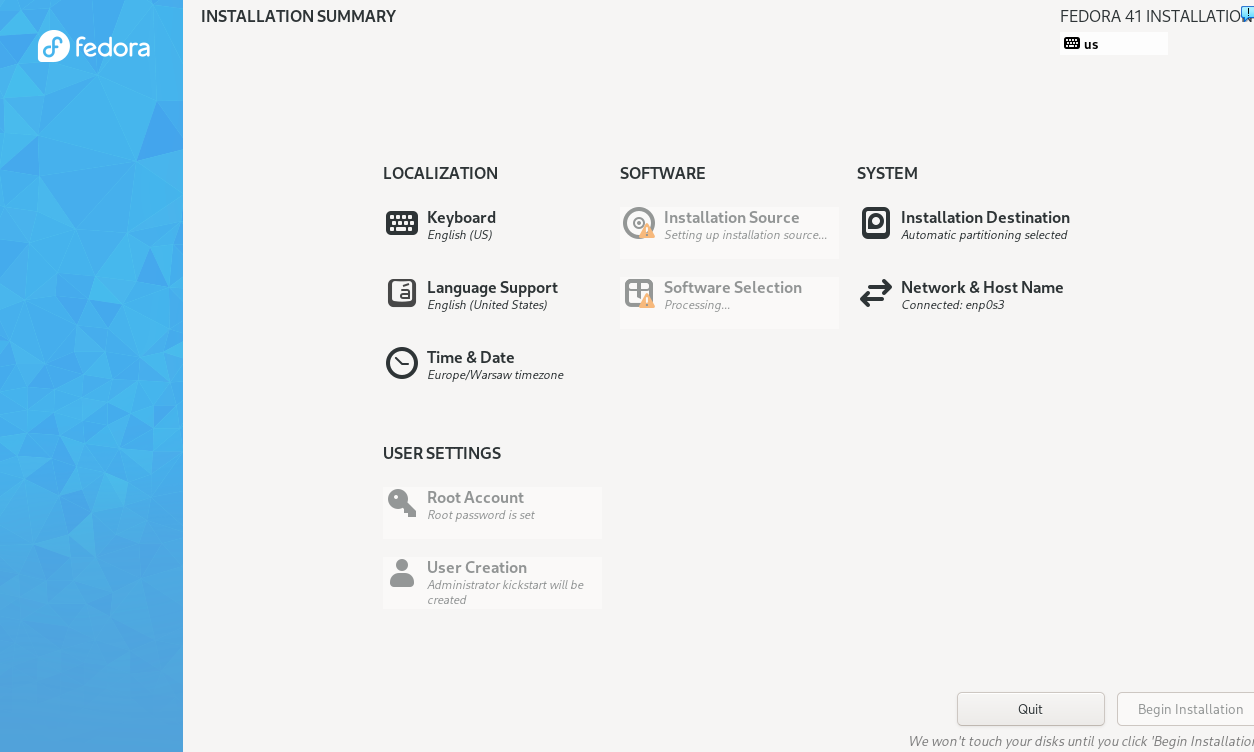 fedora
INSTALLATION SUMMARY
FEDORA 41 INSTALLATION
us
LOCALIZATION
Keyboard
English (US)
Language Support
English (United States)
Time & Date
Europe/Warsaw timezone
SOFTWARE
Installation Source
Setting up installation source...
Software Selection
Processing...
SYSTEM
Installation Destination
Automatic partitioning selected
Network & Host Name
Connected: enp0s3
USER SETTINGS
Root Account
Root password is set
User Creation
Administrator kickstart will be
created
Quit
Begin Installation
We won't touch your disks until you click 'Begin Installation